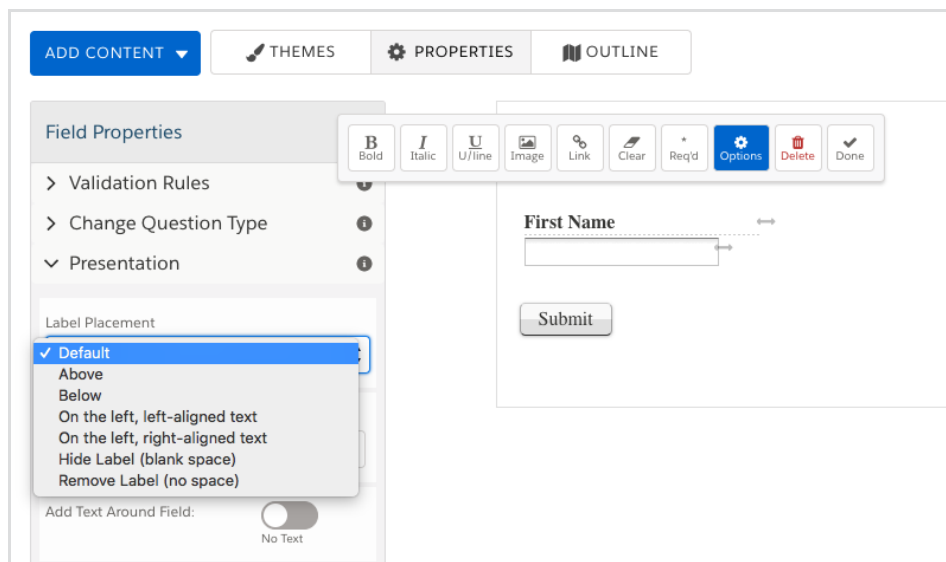 ADD CONTENT
THEMES
PROPERTIES
OUTLINE
Field Properties
B
Bold
I
Italic
U
U/line
Image
Link
Clear
*
Req'd
Options
Delete
Done
Validation Rules
Change Question Type
Presentation
Label Placement
✓ Default
Above
Below
On the left, left-aligned text
On the left, right-aligned text
Hide Label (blank space)
Remove Label (no space)
Add Text Around Field:
No Text
First Name
Submit